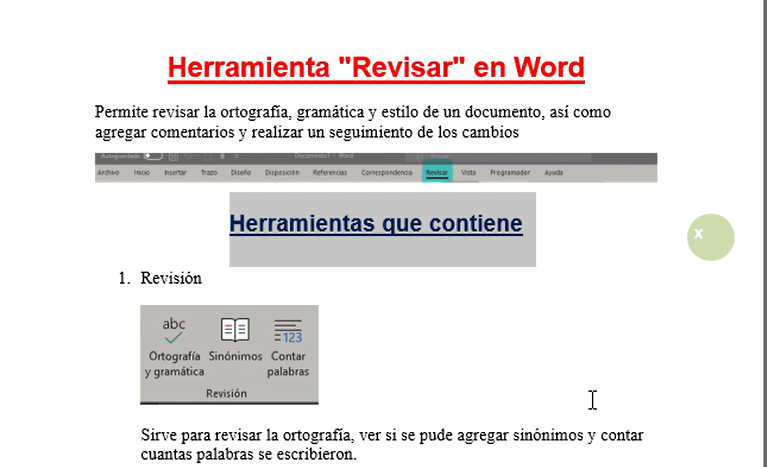 Herramienta "Revisar" en Word
Permite revisar la ortografía, gramática y estilo de un documento, así como
agregar comentarios y realizar un seguimiento de los cambios
Autoguardado Documento1 - Word
Archivo Inicio Insertar Trazo Diseño Disposición Referencias Correspondencia Revisar Vista Programador Ayuda
Herramientas que contiene
X
1. Revisión
abc
123
Ortografía Sinónimos Contar
y gramática palabras
Revisión
Sirve para revisar la ortografía, ver si se pude agregar sinónimos y contar
cuantas palabras se escribieron.